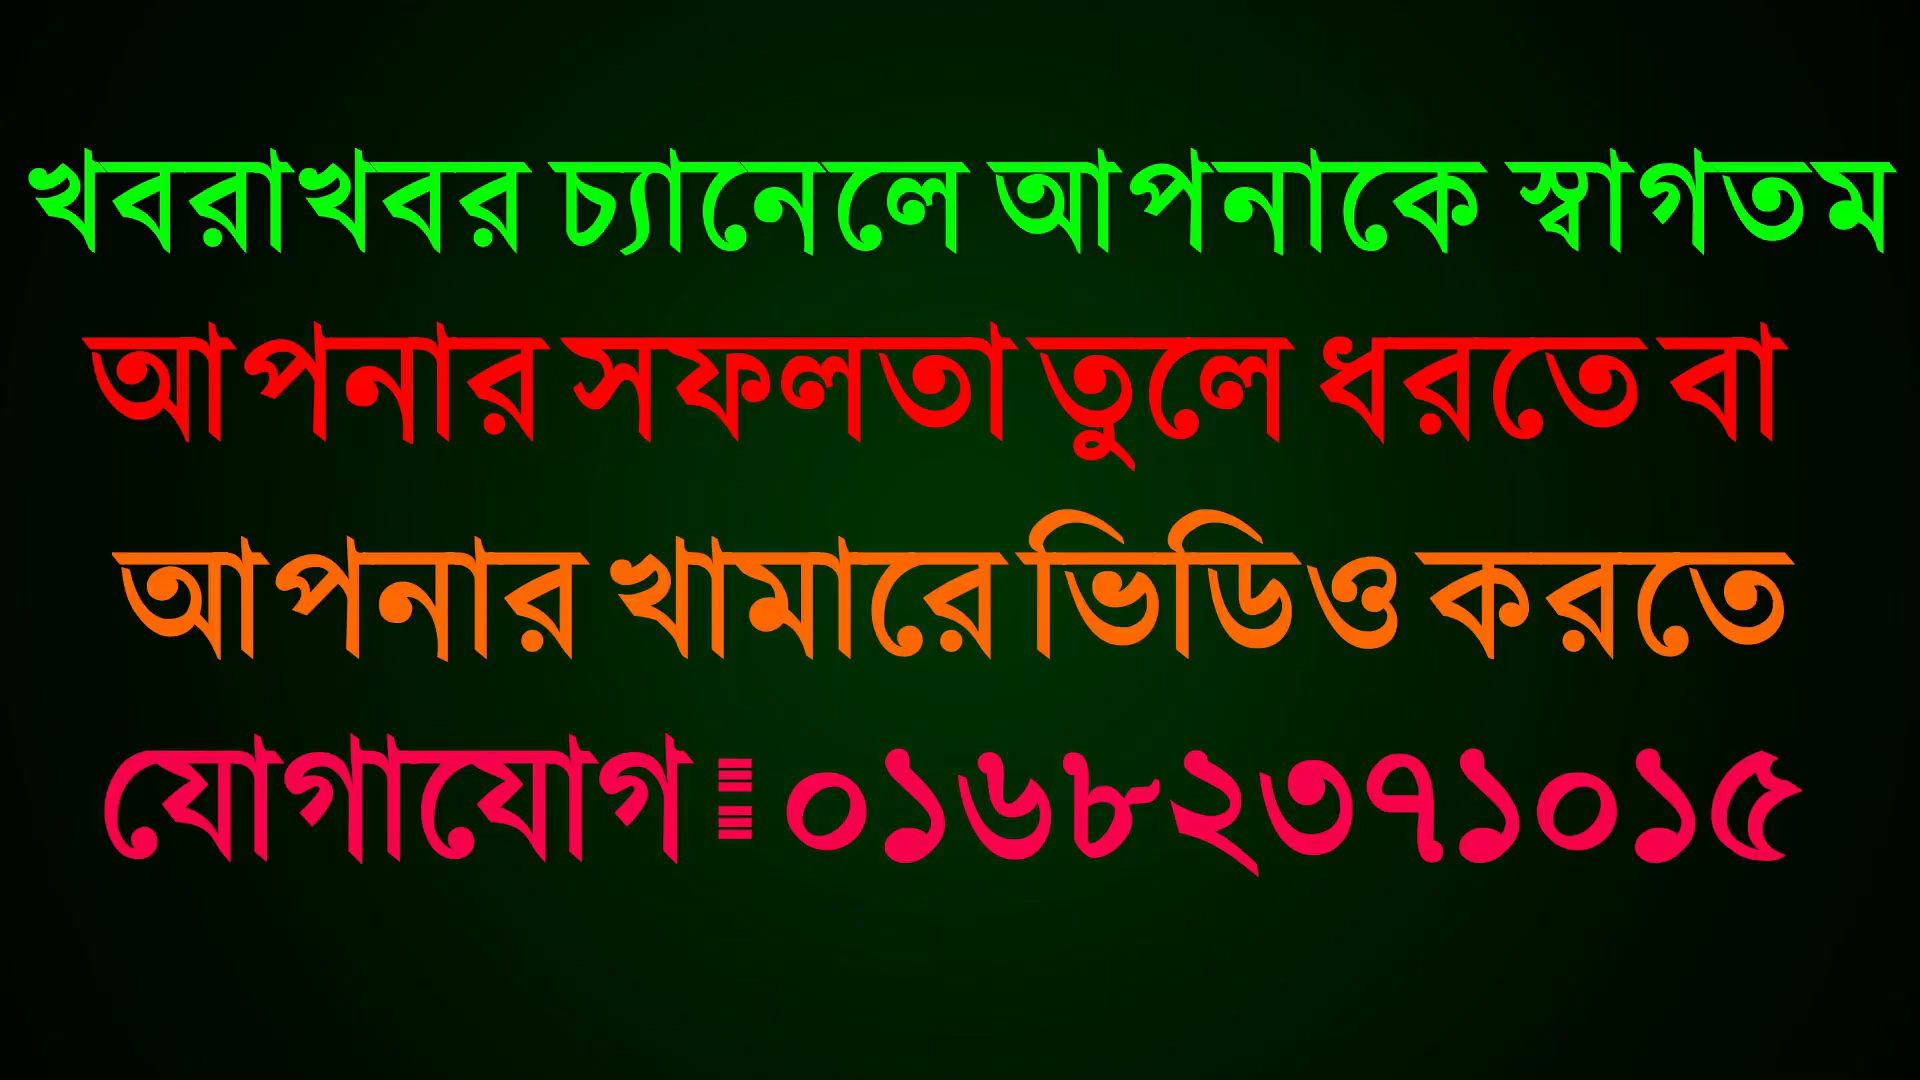 খবরাখবর চ্যানেলে আপনাকে স্বাগতম
আপনার সফলতা তুলে ধরতে বা
আপনার খামারে ভিডিও করতে
যোগাযোগ ঃ ০১৬৮২৩৭১০১৫